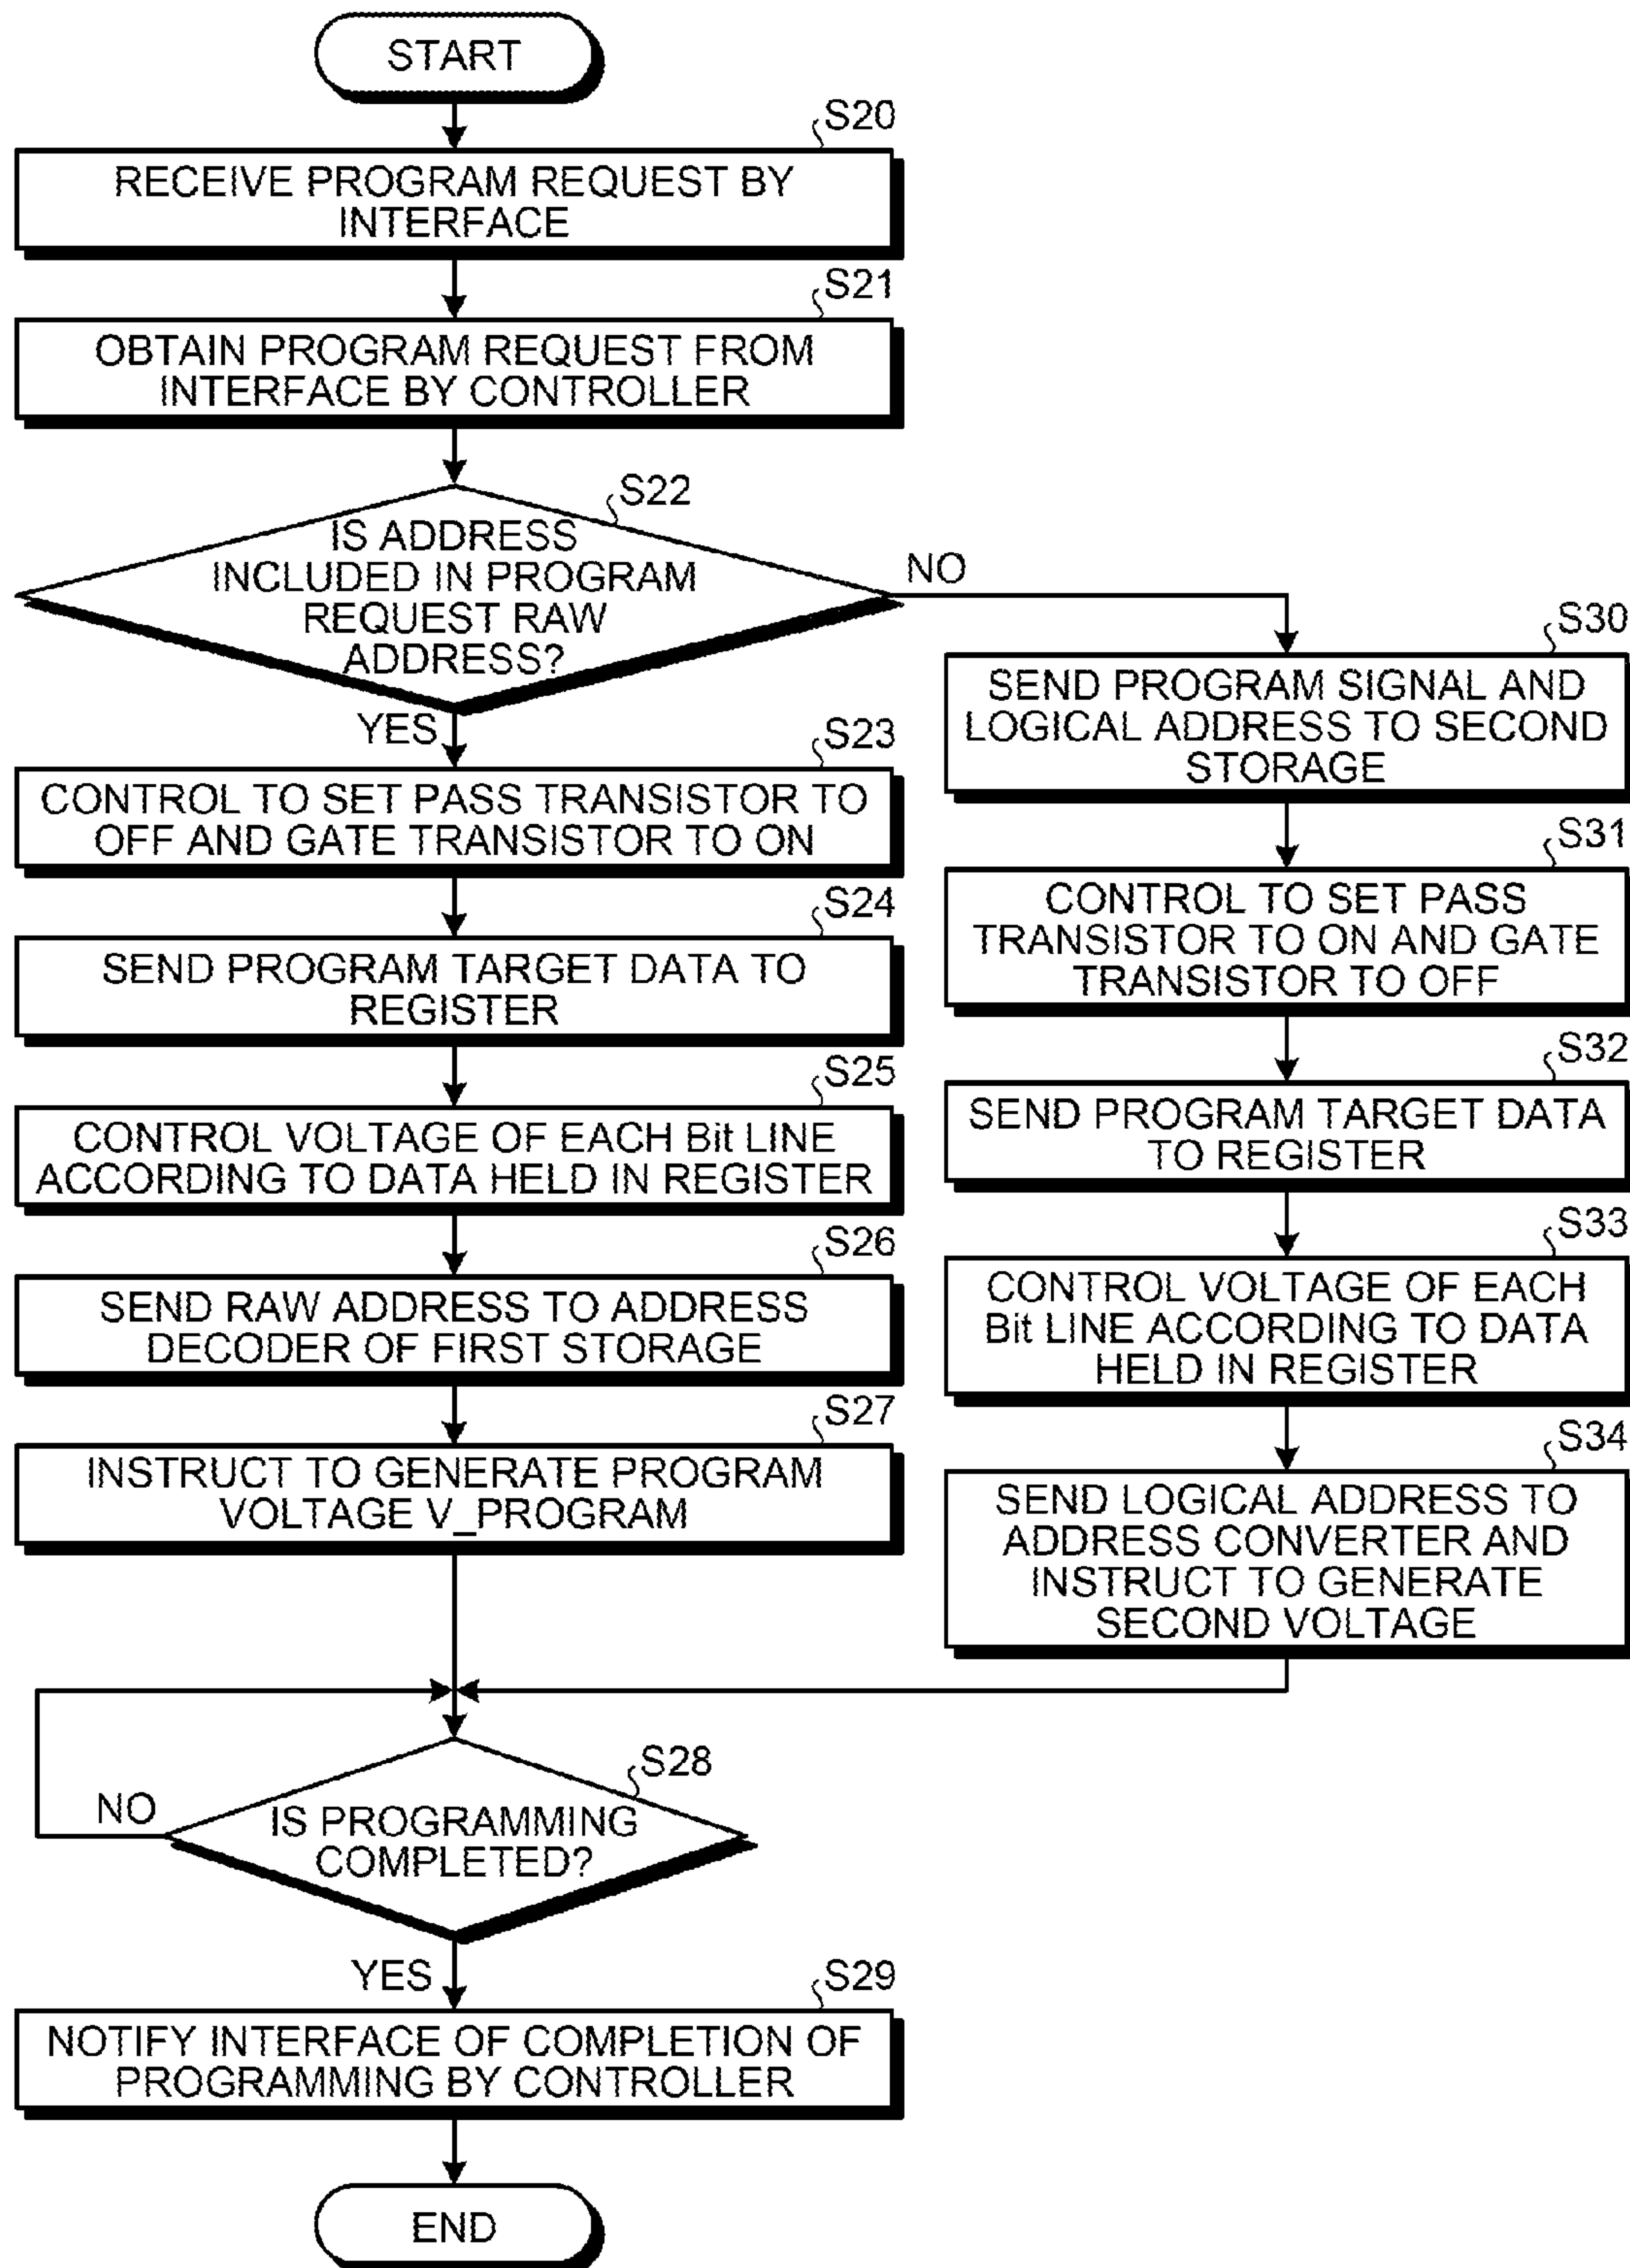 START
S20
RECEIVE PROGRAM REQUEST BY
INTERFACE
S21
OBTAIN PROGRAM REQUEST FROM
INTERFACE BY CONTROLLER
S22
IS ADDRESS
INCLUDED IN PROGRAM
REQUEST RAW
ADDRESS?
NO
YES
S23
CONTROL TO SET PASS TRANSISTOR TO
OFF AND GATE TRANSISTOR TO ON
S24
SEND PROGRAM TARGET DATA TO
REGISTER
S25
CONTROL VOLTAGE OF EACH Bit LINE
ACCORDING TO DATA HELD IN REGISTER
S26
SEND RAW ADDRESS TO ADDRESS
DECODER OF FIRST STORAGE
S27
INSTRUCT TO GENERATE PROGRAM
VOLTAGE V_PROGRAM
S30
SEND PROGRAM SIGNAL AND
LOGICAL ADDRESS TO SECOND
STORAGE
S31
CONTROL TO SET PASS
TRANSISTOR TO ON AND GATE
TRANSISTOR TO OFF
S32
SEND PROGRAM TARGET DATA
TO REGISTER
S33
CONTROL VOLTAGE OF EACH
Bit LINE ACCORDING TO DATA
HELD IN REGISTER
S34
SEND LOGICAL ADDRESS TO
ADDRESS CONVERTER AND
INSTRUCT TO GENERATE
SECOND VOLTAGE
S28
NO
IS PROGRAMMING
COMPLETED?
YES
S29
NOTIFY INTERFACE OF COMPLETION OF
PROGRAMMING BY CONTROLLER
END